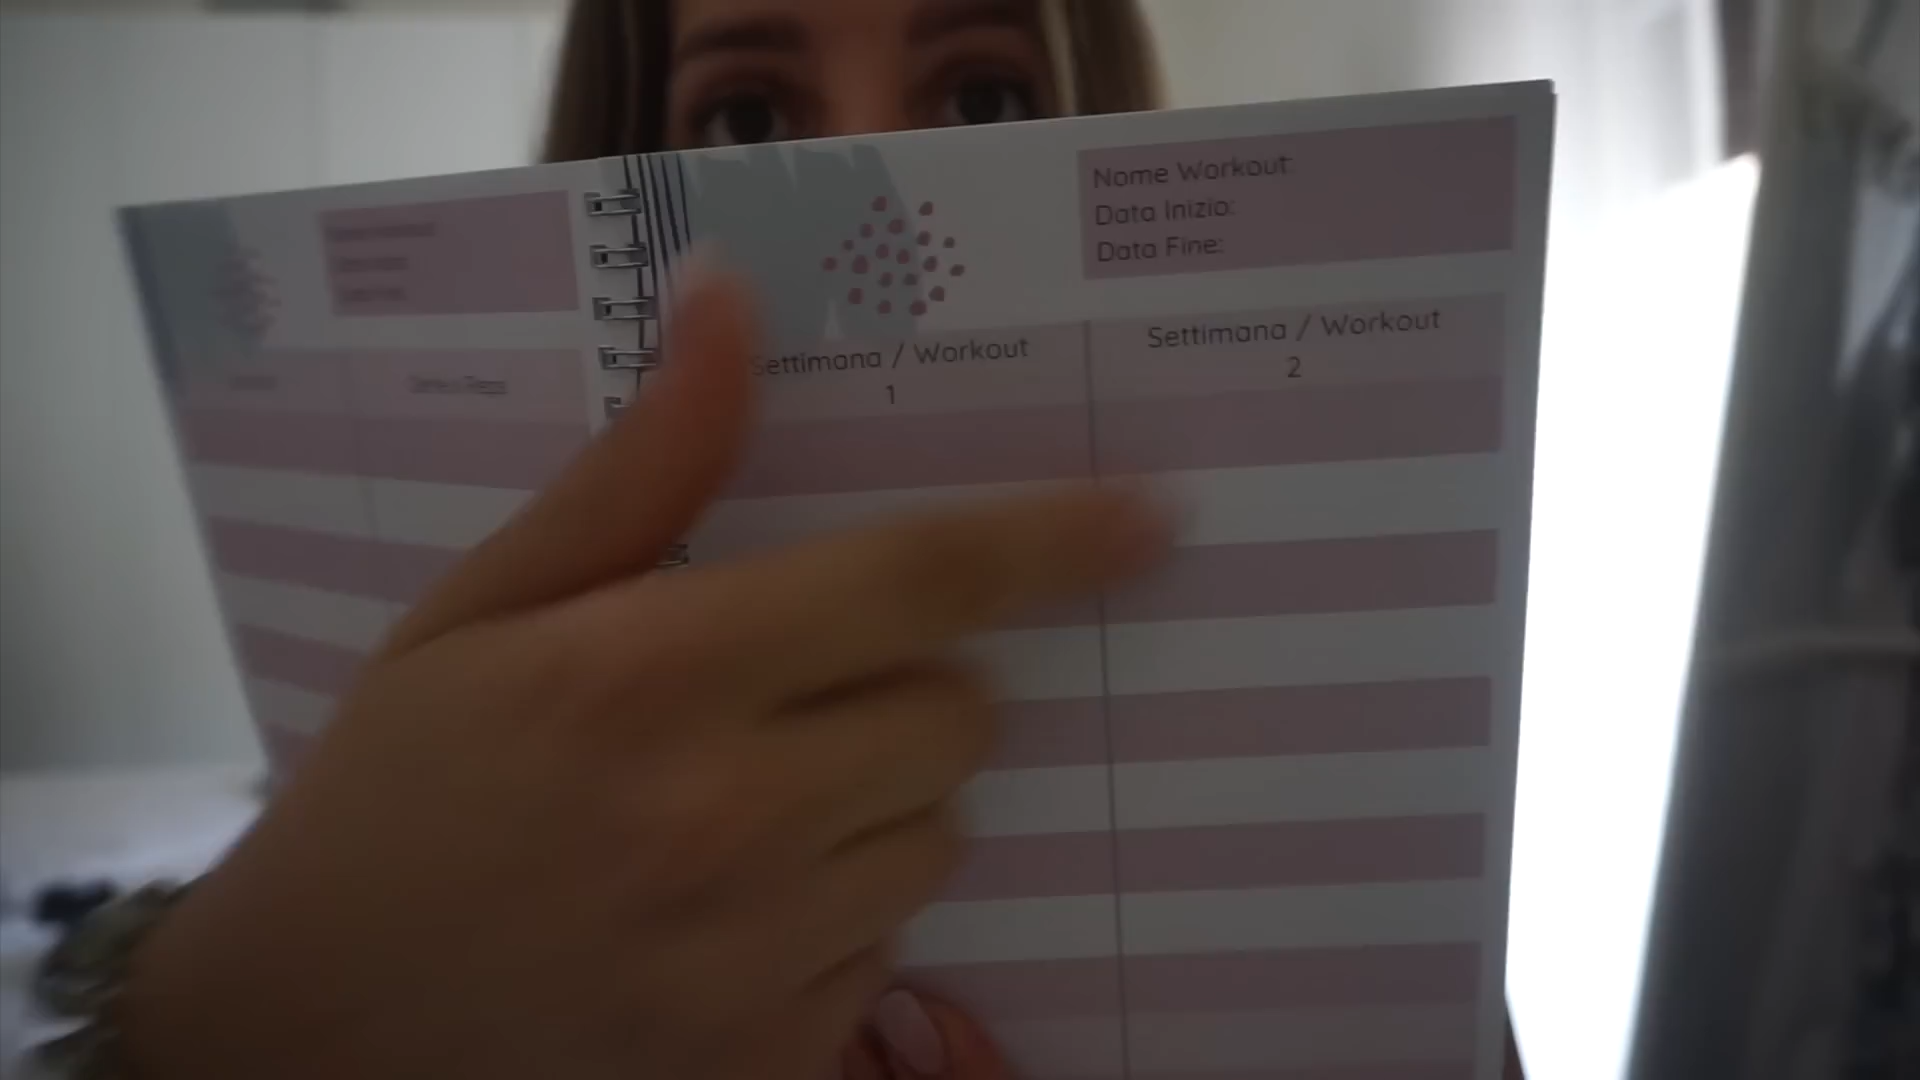 Nome Workout:
Data Inizio:
Data Fine:
Settimana / Workout
1
Settimana / Workout
2